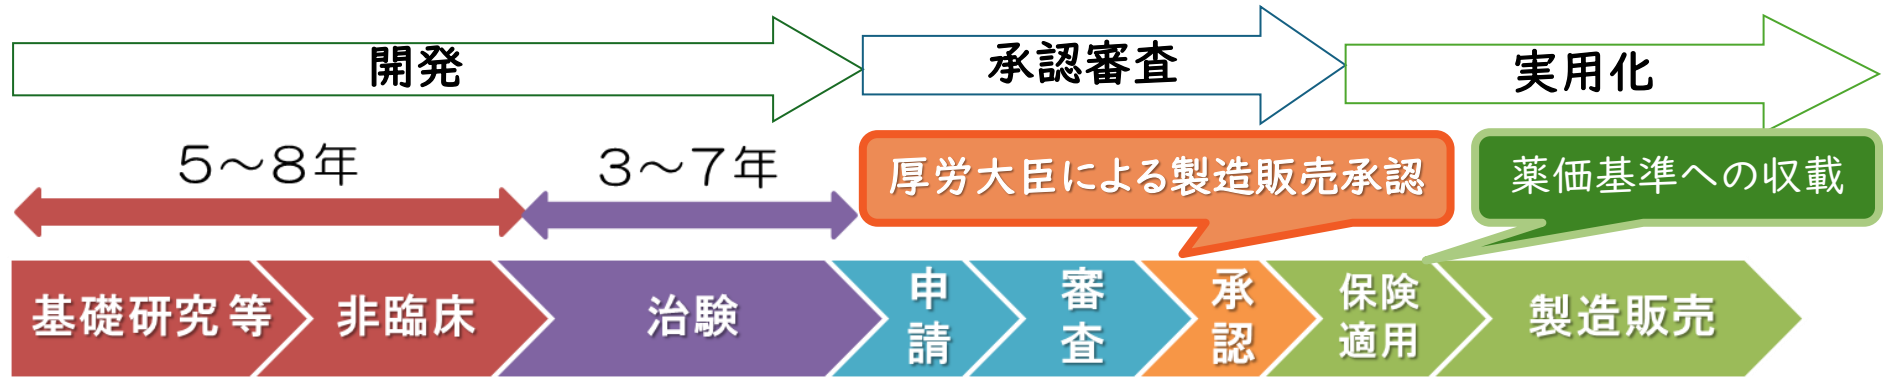 開発
承認審査
実用化
5～8年
3～7年
厚労大臣による製造販売承認
薬価基準への収載
基礎研究等
非臨床
治験
申
請
審
査
承
認
保険
適用
製造販売